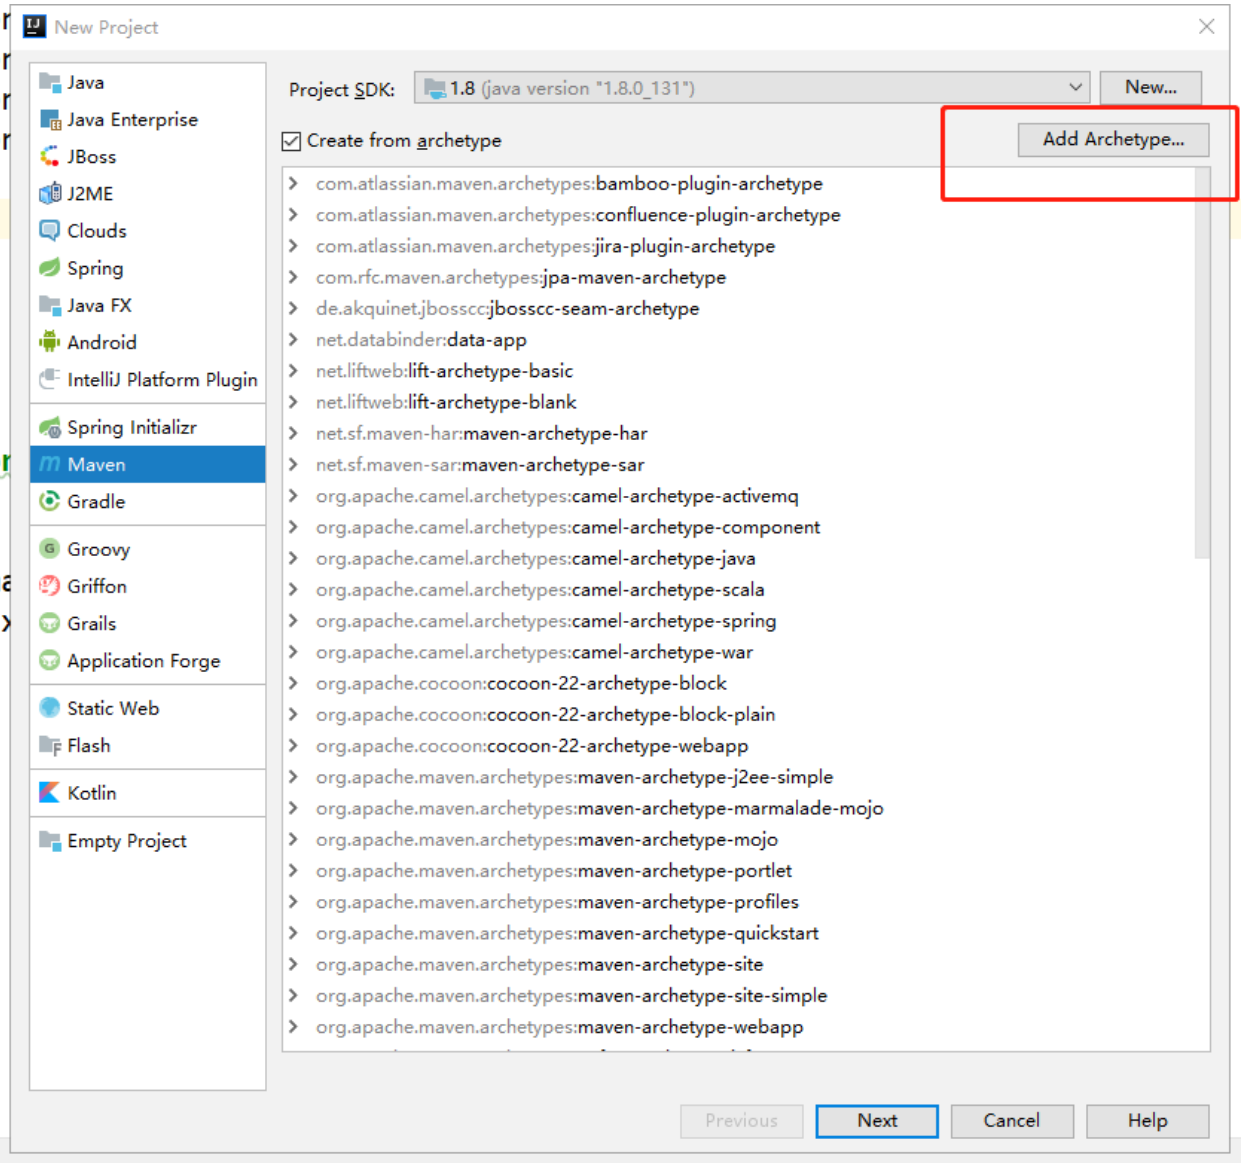 New Project
Java
Java Enterprise
JBoss
J2ME
Clouds
Spring
Java FX
Android
IntelliJ Platform Plugin
Spring Initializr
Maven
Gradle
Groovy
Griffon
Grails
Application Forge
Static Web
Flash
Kotlin
Empty Project
Project SDK: 1.8 (java version "1.8.0_131") New...
Create from archetype Add Archetype...
com.atlassian.maven.archetypes:bamboo-plugin-archetype
com.atlassian.maven.archetypes:confluence-plugin-archetype
com.atlassian.maven.archetypes:jira-plugin-archetype
com.rfc.maven.archetypes:jpa-maven-archetype
de.akquinet.jbosscc:jbosscc-seam-archetype
net.databinder:data-app
net.liftweb:lift-archetype-basic
net.liftweb:lift-archetype-blank
net.sf.maven-har:maven-archetype-har
net.sf.maven-sar:maven-archetype-sar
org.apache.camel.archetypes:camel-archetype-activemq
org.apache.camel.archetypes:camel-archetype-component
org.apache.camel.archetypes:camel-archetype-java
org.apache.camel.archetypes:camel-archetype-scala
org.apache.camel.archetypes:camel-archetype-spring
org.apache.camel.archetypes:camel-archetype-war
org.apache.cocoon:cocoon-22-archetype-block
org.apache.cocoon:cocoon-22-archetype-block-plain
org.apache.cocoon:cocoon-22-archetype-webapp
org.apache.maven.archetypes:maven-archetype-j2ee-simple
org.apache.maven.archetypes:maven-archetype-marmalade-mojo
org.apache.maven.archetypes:maven-archetype-mojo
org.apache.maven.archetypes:maven-archetype-portlet
org.apache.maven.archetypes:maven-archetype-profiles
org.apache.maven.archetypes:maven-archetype-quickstart
org.apache.maven.archetypes:maven-archetype-site
org.apache.maven.archetypes:maven-archetype-site-simple
org.apache.maven.archetypes:maven-archetype-webapp
Previous Next Cancel Help